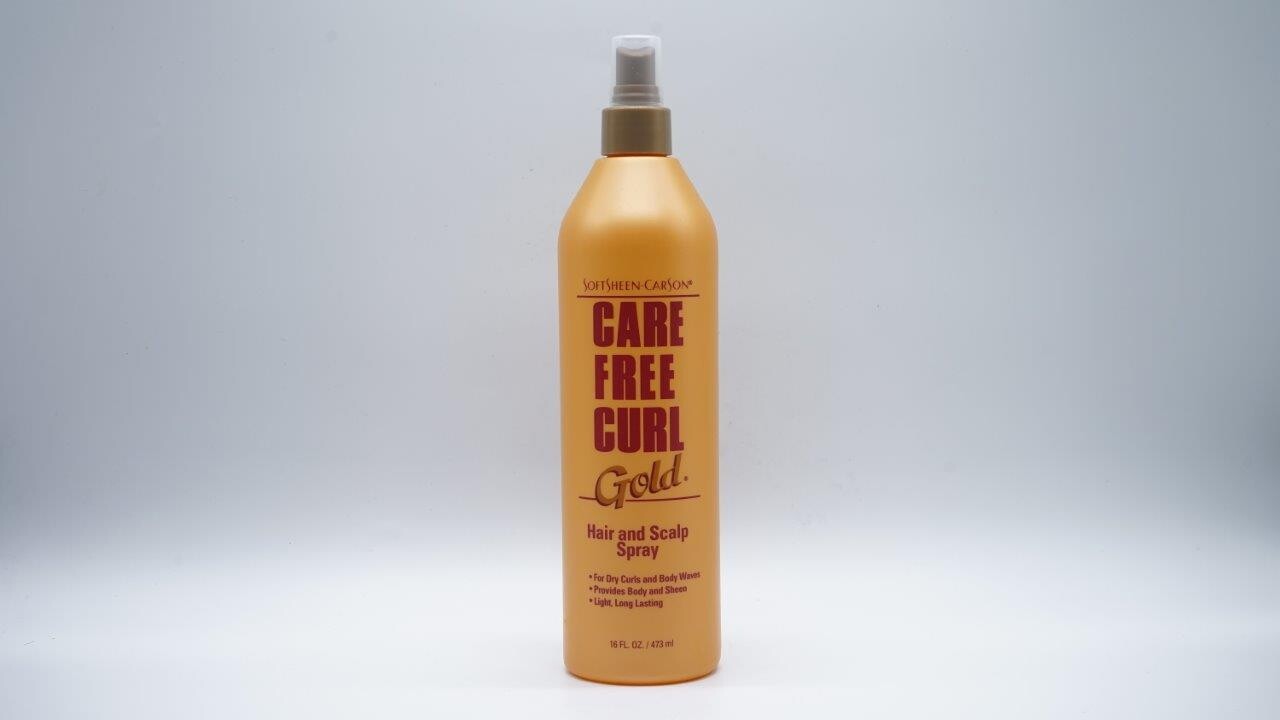 SOFTSHEEN-CARSON®
CARE
FREE
CURL
Gold®
Hair and Scalp
Spray
• For Dry Curls and Body Waves
• Provides Body and Sheen
• Light, Long Lasting
16 FL. OZ. / 473 ml